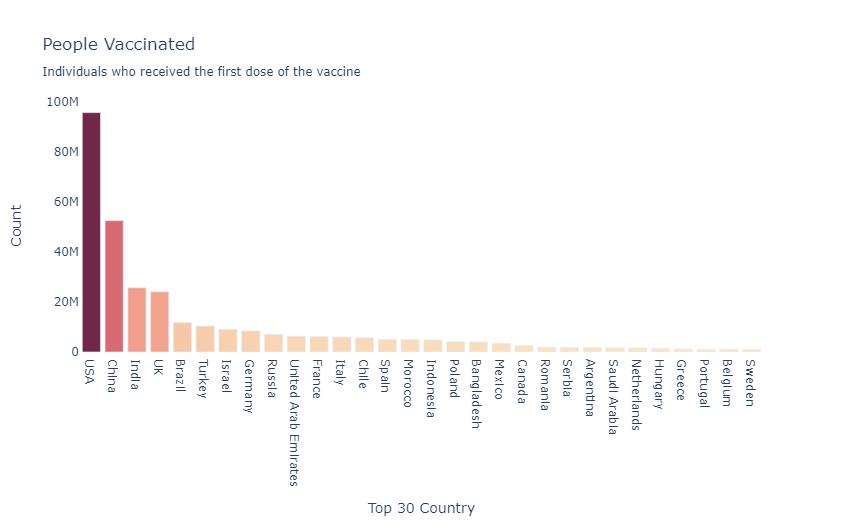 People Vaccinated
Individuals who received the first dose of the vaccine
100M
80M
60M
40M
20M
0
Count
USA
China
India
UK
Brazil
Turkey
Israel
Germany
Russia
United Arab Emirates
France
Italy
Chile
Spain
Morocco
Indonesia
Poland
Bangladesh
Mexico
Canada
Romania
Serbia
Argentina
Saudi Arabia
Netherlands
Hungary
Greece
Portugal
Belgium
Sweden
Top 30 Country